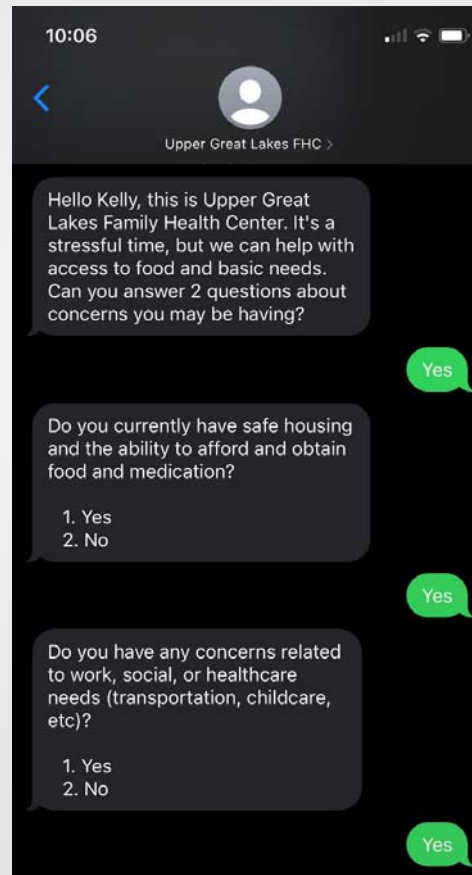 10:06
Upper Great Lakes FHC >
Hello Kelly, this is Upper Great
Lakes Family Health Center. It's a
stressful time, but we can help with
access to food and basic needs.
Can you answer 2 questions about
concerns you may be having?
Yes
Do you currently have safe housing
and the ability to afford and obtain
food and medication?
1. Yes
2. No
Yes
Do you have any concerns related
to work, social, or healthcare
needs (transportation, childcare,
etc)?
1. Yes
2. No
Yes